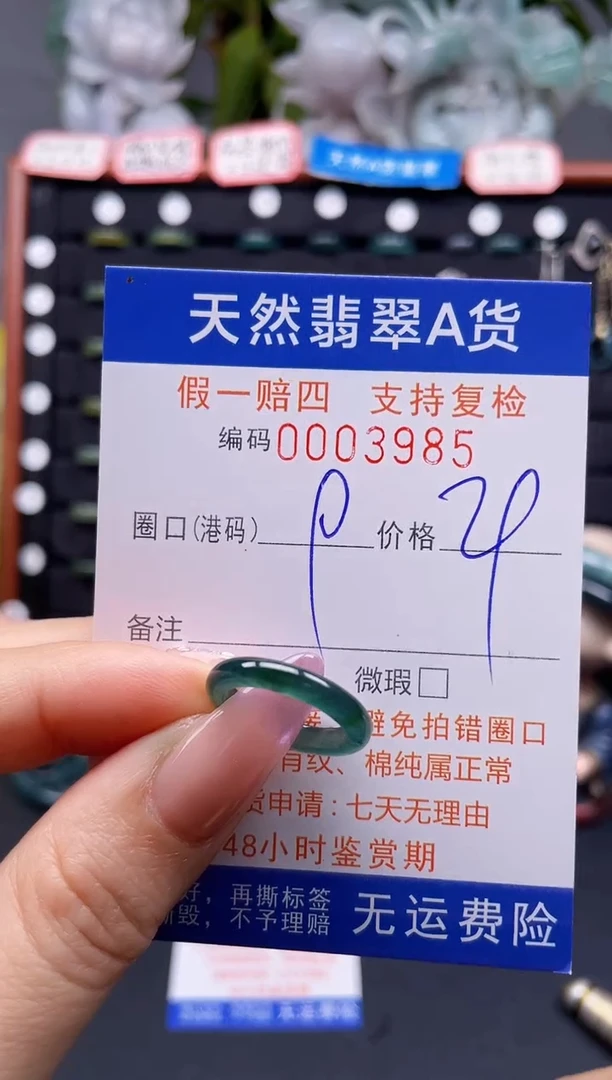 天然翡翠A货
假一赔四 支持复检
编码0003985
圈口(港码) 价格
备注
微瑕□
避免拍错圈口
有纹、棉纯属正常
货申请:七天无理由
48小时鉴赏期
好,再撕标签
毁,不予理赔
无运费险